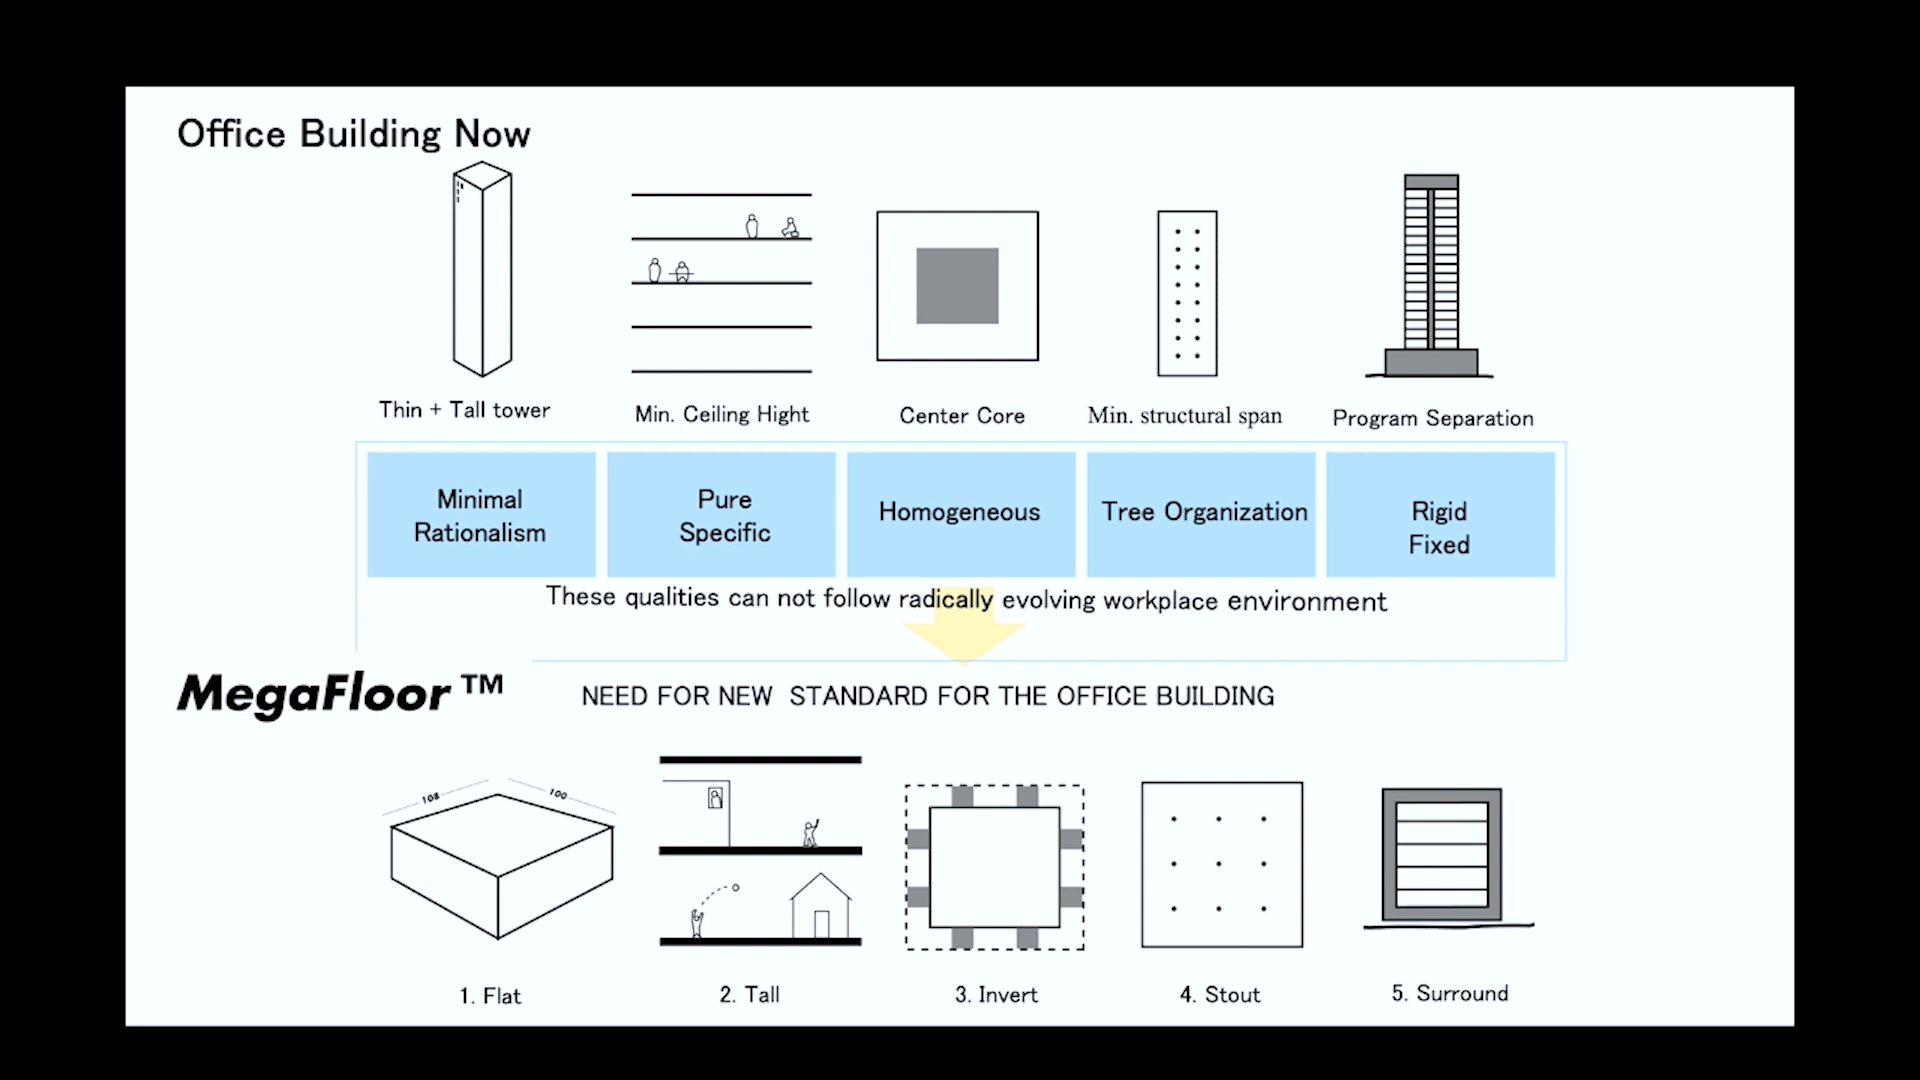 Office Building Now
Thin + Tall tower
Min. Ceiling Hight
Center Core
Min. structural span
Program Separation
Minimal
Rationalism
Pure
Specific
Homogeneous
Tree Organization
Rigid
Fixed
These qualities can not follow radically evolving workplace environment
MegaFloor™
NEED FOR NEW STANDARD FOR THE OFFICE BUILDING
108
100
1. Flat
2. Tall
3. Invert
4. Stout
5. Surround